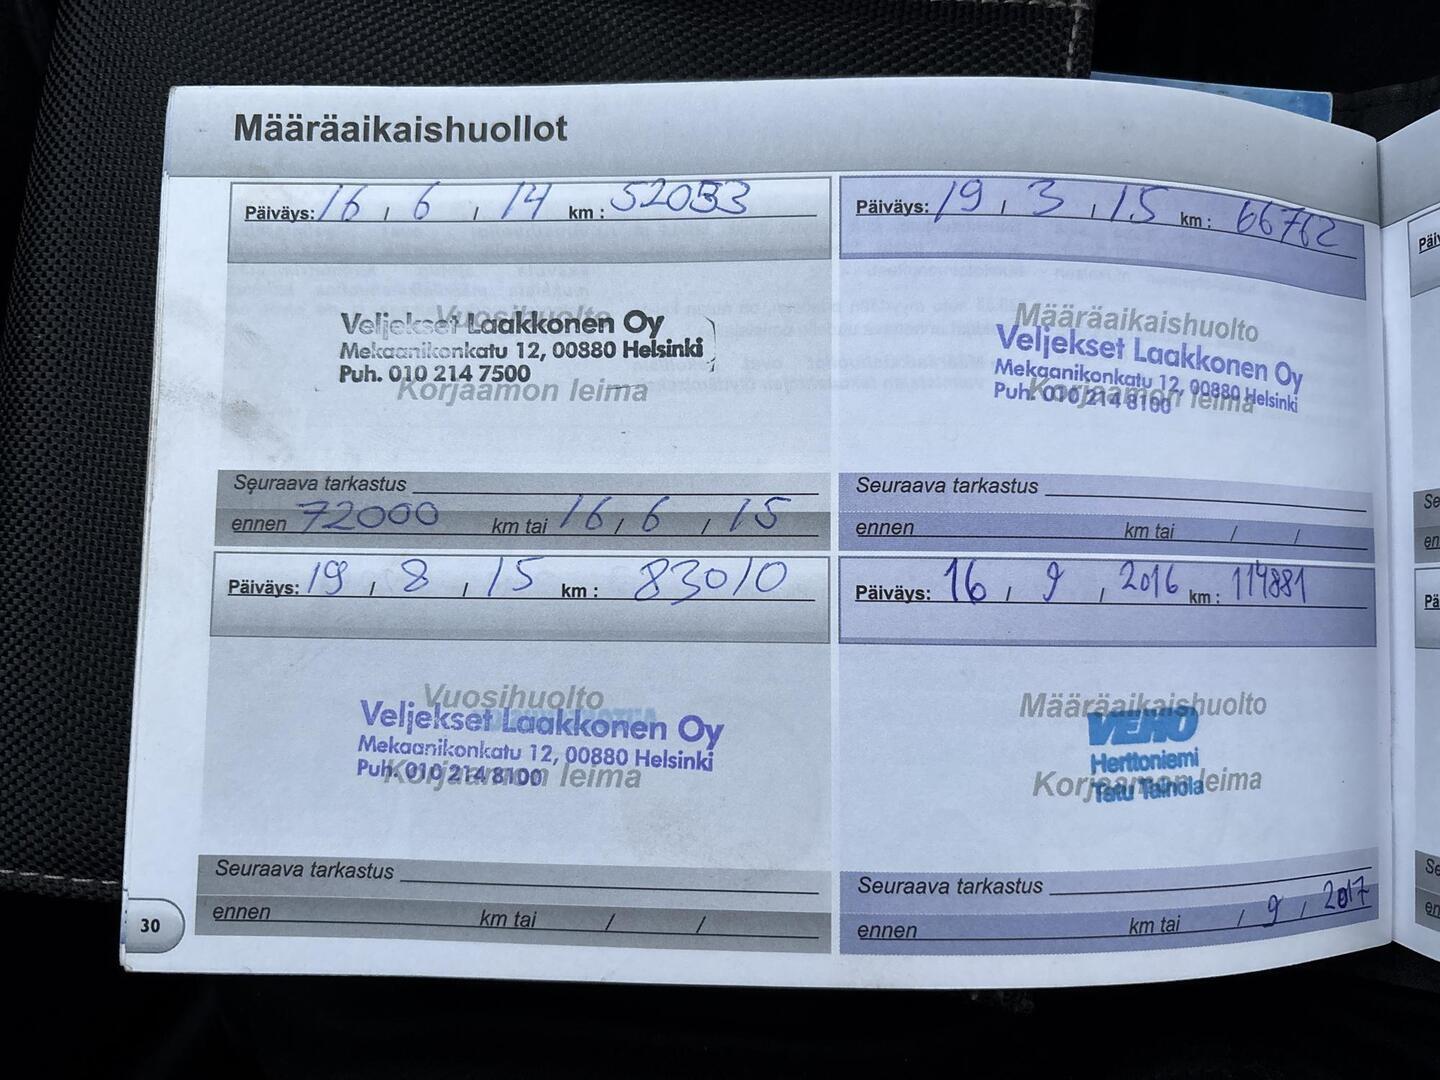 Määräaikaishuollot
Päiväys: 16 / 6 / 14 km : 52033
Vuosihuolto
Veljekset Laakkonen Oy
Mekaanikonkatu 12, 00880 Helsinki
Puh. 010 214 7500
Korjaamon leima
Seuraava tarkastus
ennen 72000 km tai 16 / 6 / 15
Päiväys: 19 / 3 / 15 km : 66762
Määräaikaishuolto
Veljekset Laakkonen Oy
Mekaanikonkatu 12, 00880 Helsinki
Puh. 010 214 8100
Korjaamon leima
Seuraava tarkastus
ennen km tai / /
Päiväys: 19 / 8 / 15 km : 83010
Vuosihuolto
Veljekset Laakkonen Oy
Mekaanikonkatu 12, 00880 Helsinki
Puh. 010 214 8100
Korjaamon leima
Seuraava tarkastus
ennen km tai / /
Päiväys: 16 / 9 / 2016 km : 114881
Määräaikaishuolto
VEHO
Herttoniemi
Tatu Tainola
Korjaamon leima
Seuraava tarkastus
ennen km tai / 9 / 2017
30